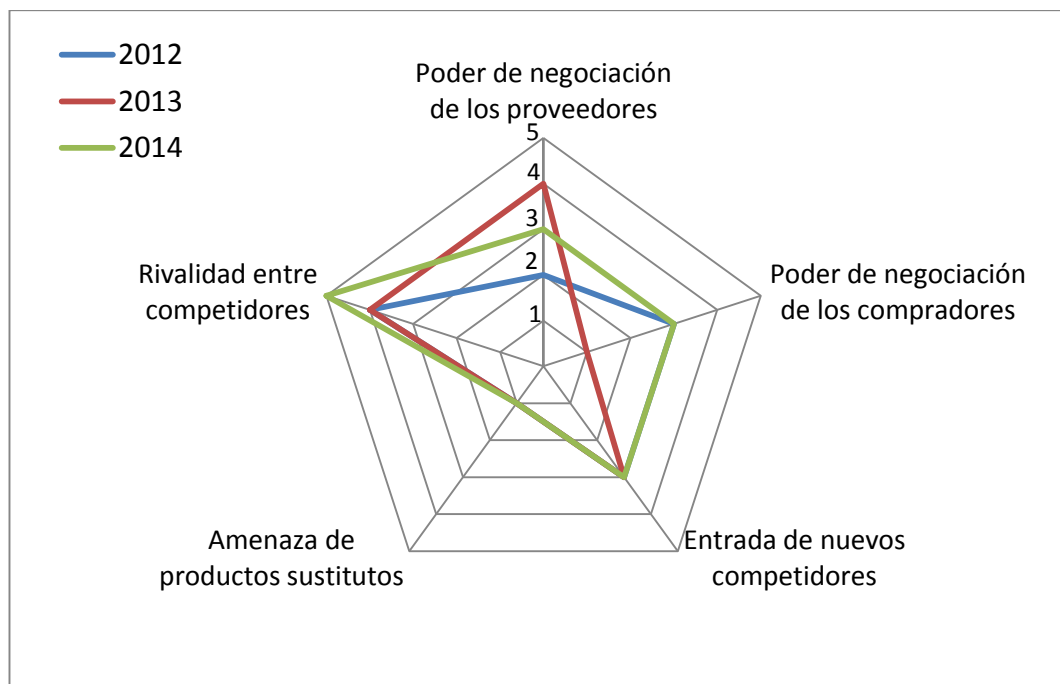 2012
2013
2014
Poder de negociación
de los proveedores
5
4
3
2
1
Poder de negociación
de los compradores
Entrada de nuevos
competidores
Amenaza de
productos sustitutos
Rivalidad entre
competidores